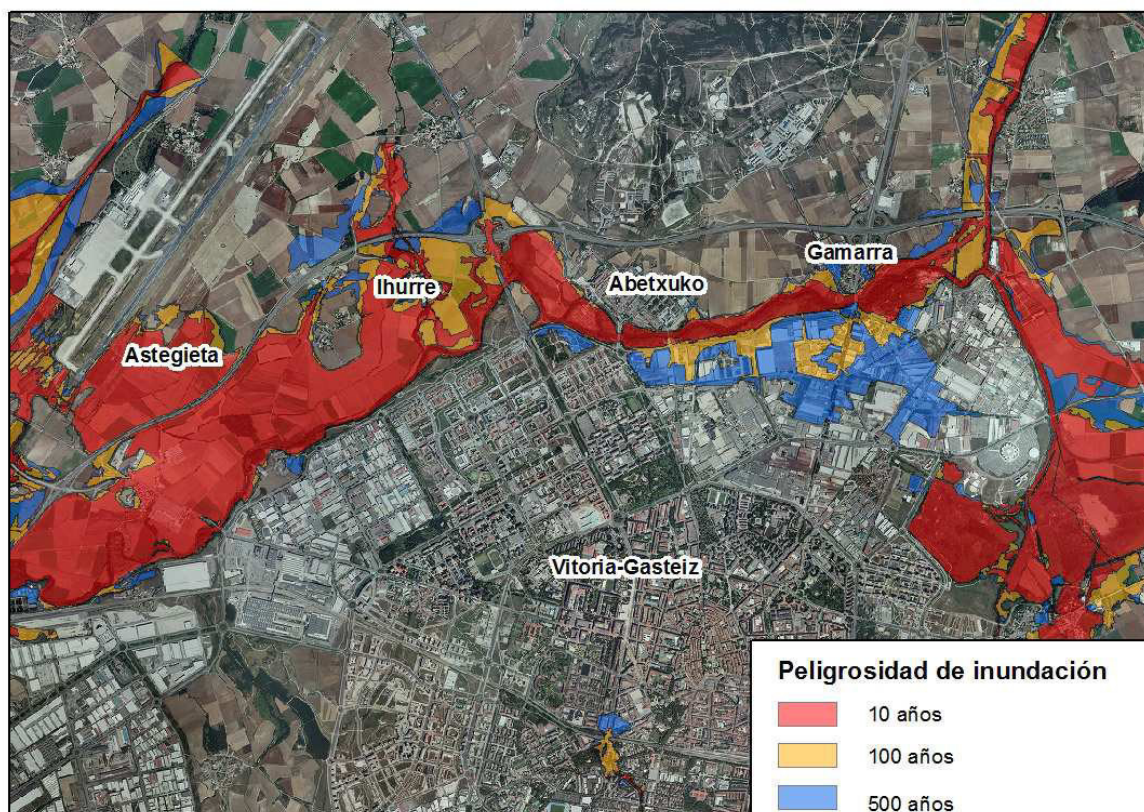 Gamarra
Ihurre
Abetxuko
Astegieta
Vitoria-Gasteiz
Peligrosidad de inundación
10 años
100 años
500 años